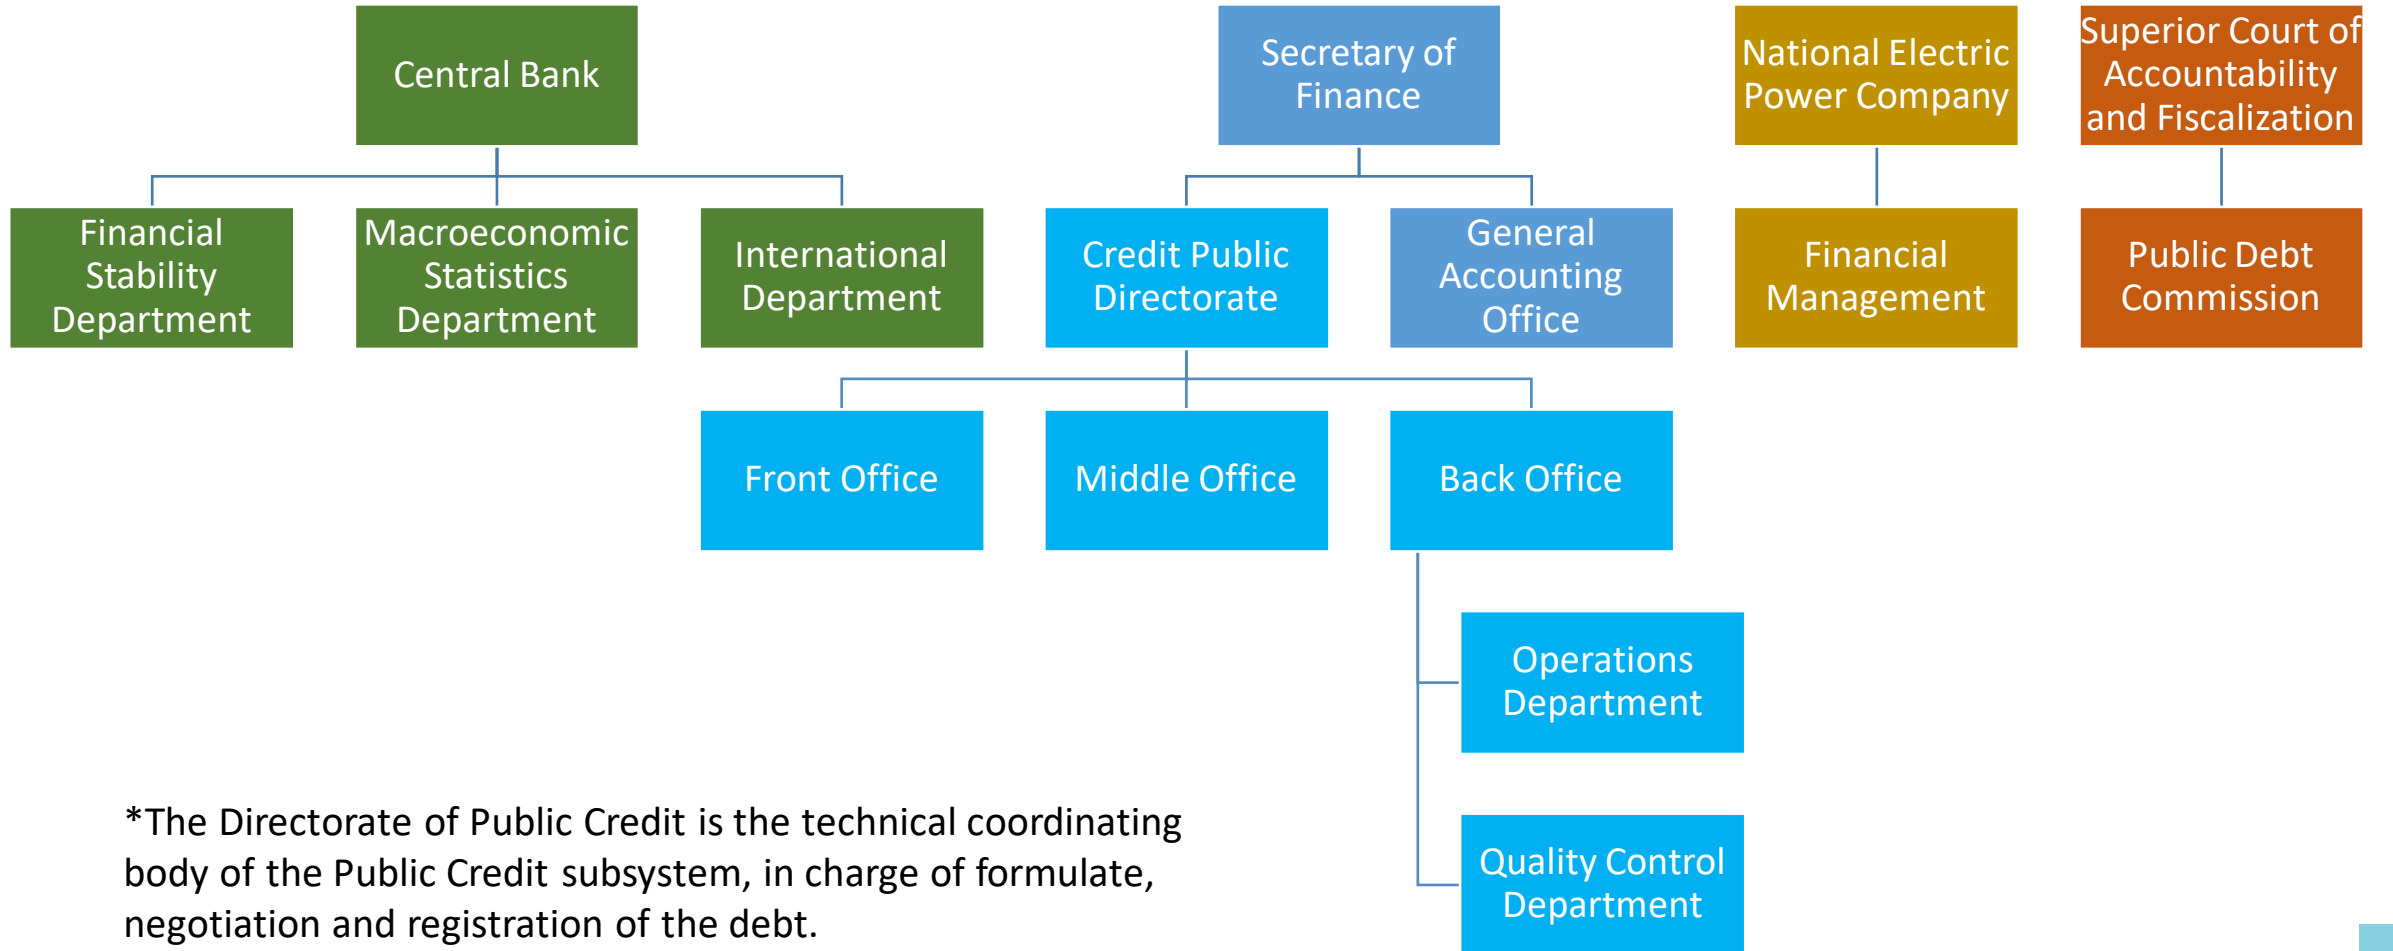 Central Bank
Secretary of
Finance
National Electric
Power Company
Superior Court of
Accountability
and Fiscalization
Financial
Stability
Department
Macroeconomic
Statistics
Department
International
Department
Credit Public
Directorate
General
Accounting
Office
Financial
Management
Public Debt
Commission
Front Office
Middle Office
Back Office
Operations
Department
Quality Control
Department
*The Directorate of Public Credit is the technical coordinating
body of the Public Credit subsystem, in charge of formulate,
negotiation and registration of the debt.